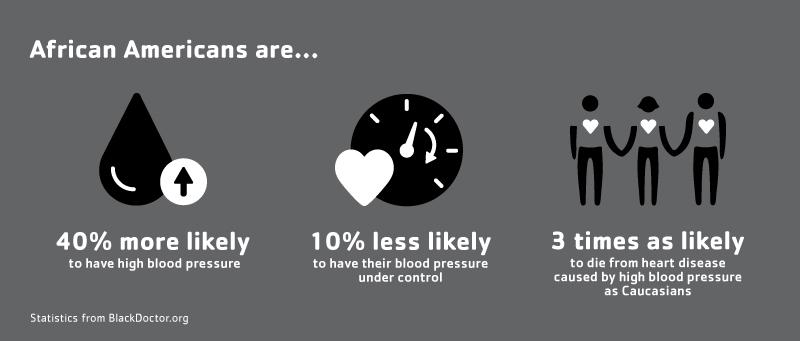 African Americans are...
40% more likely
to have high blood pressure
10% less likely
to have their blood pressure
under control
3 times as likely
to die from heart disease
caused by high blood pressure
as Caucasians
Statistics from BlackDoctor.org